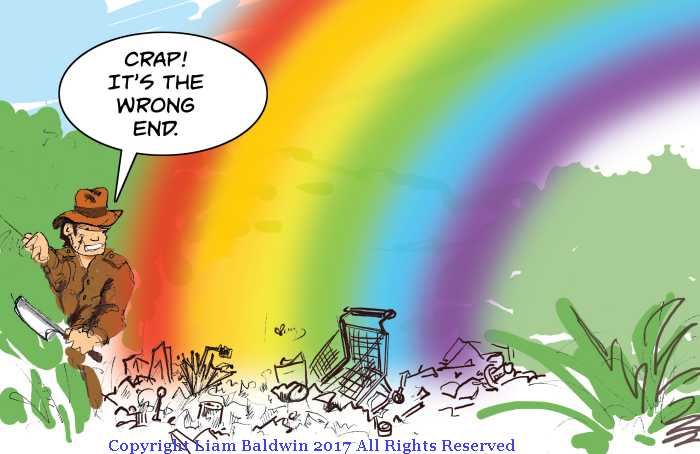 CRAP!
IT'S THE
WRONG
END.
Copyright Liam Baldwin 2017 All Rights Reserved